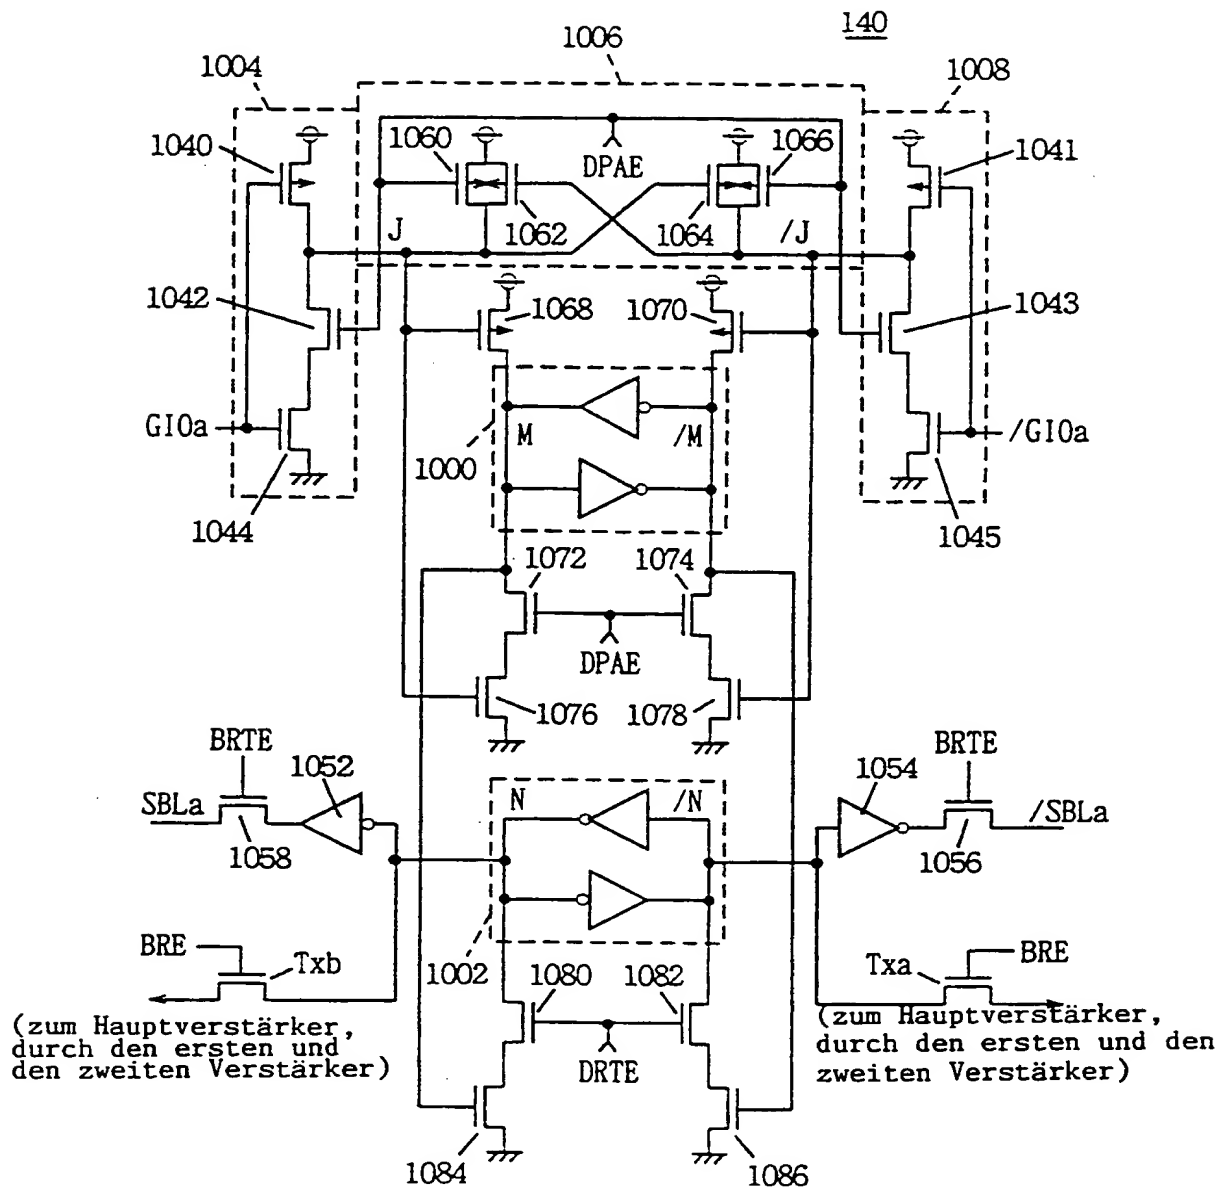 140
1006
1004
1008
1040
1060
DPAE
1066
1041
J
1062
1064
/J
1042
1068
1070
1043
GIOa
M
/M
/GIOa
1000
1044
1045
1072
1074
DPAE
1076
1078
BRTE
1052
N
/N
1054
BRTE
SBLa
/SBLa
1058
1056
BRE
Txb
1002
1080
1082
Txa
BRE
(zum Hauptverstärker,
durch den ersten und
den zweiten Verstärker)
DRTE
(zum Hauptverstärker,
durch den ersten und den
zweiten Verstärker)
1084
1086